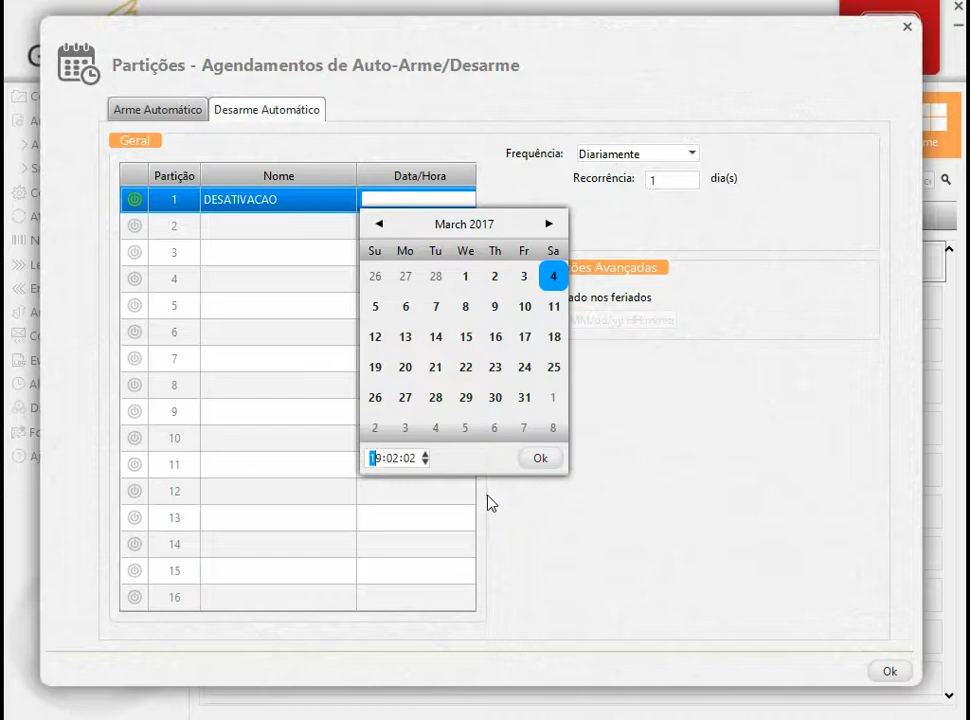 Partições - Agendamentos de Auto-Arme/Desarme
Arme Automático
Desarme Automático
Geral
Partição Nome Data/Hora
1 DESATIVACAO
2
3
4
5
6
7
8
9
10
11
12
13
14
15
16
Frequência: Diariamente
Recorrência: 1 dia(s)
ões Avançadas
ado nos feriados
March 2017
Su Mo Tu We Th Fr Sa
26 27 28 1 2 3 4
5 6 7 8 9 10 11
12 13 14 15 16 17 18
19 20 21 22 23 24 25
26 27 28 29 30 31 1
2 3 4 5 6 7 8
19:02:02
Ok
Ok